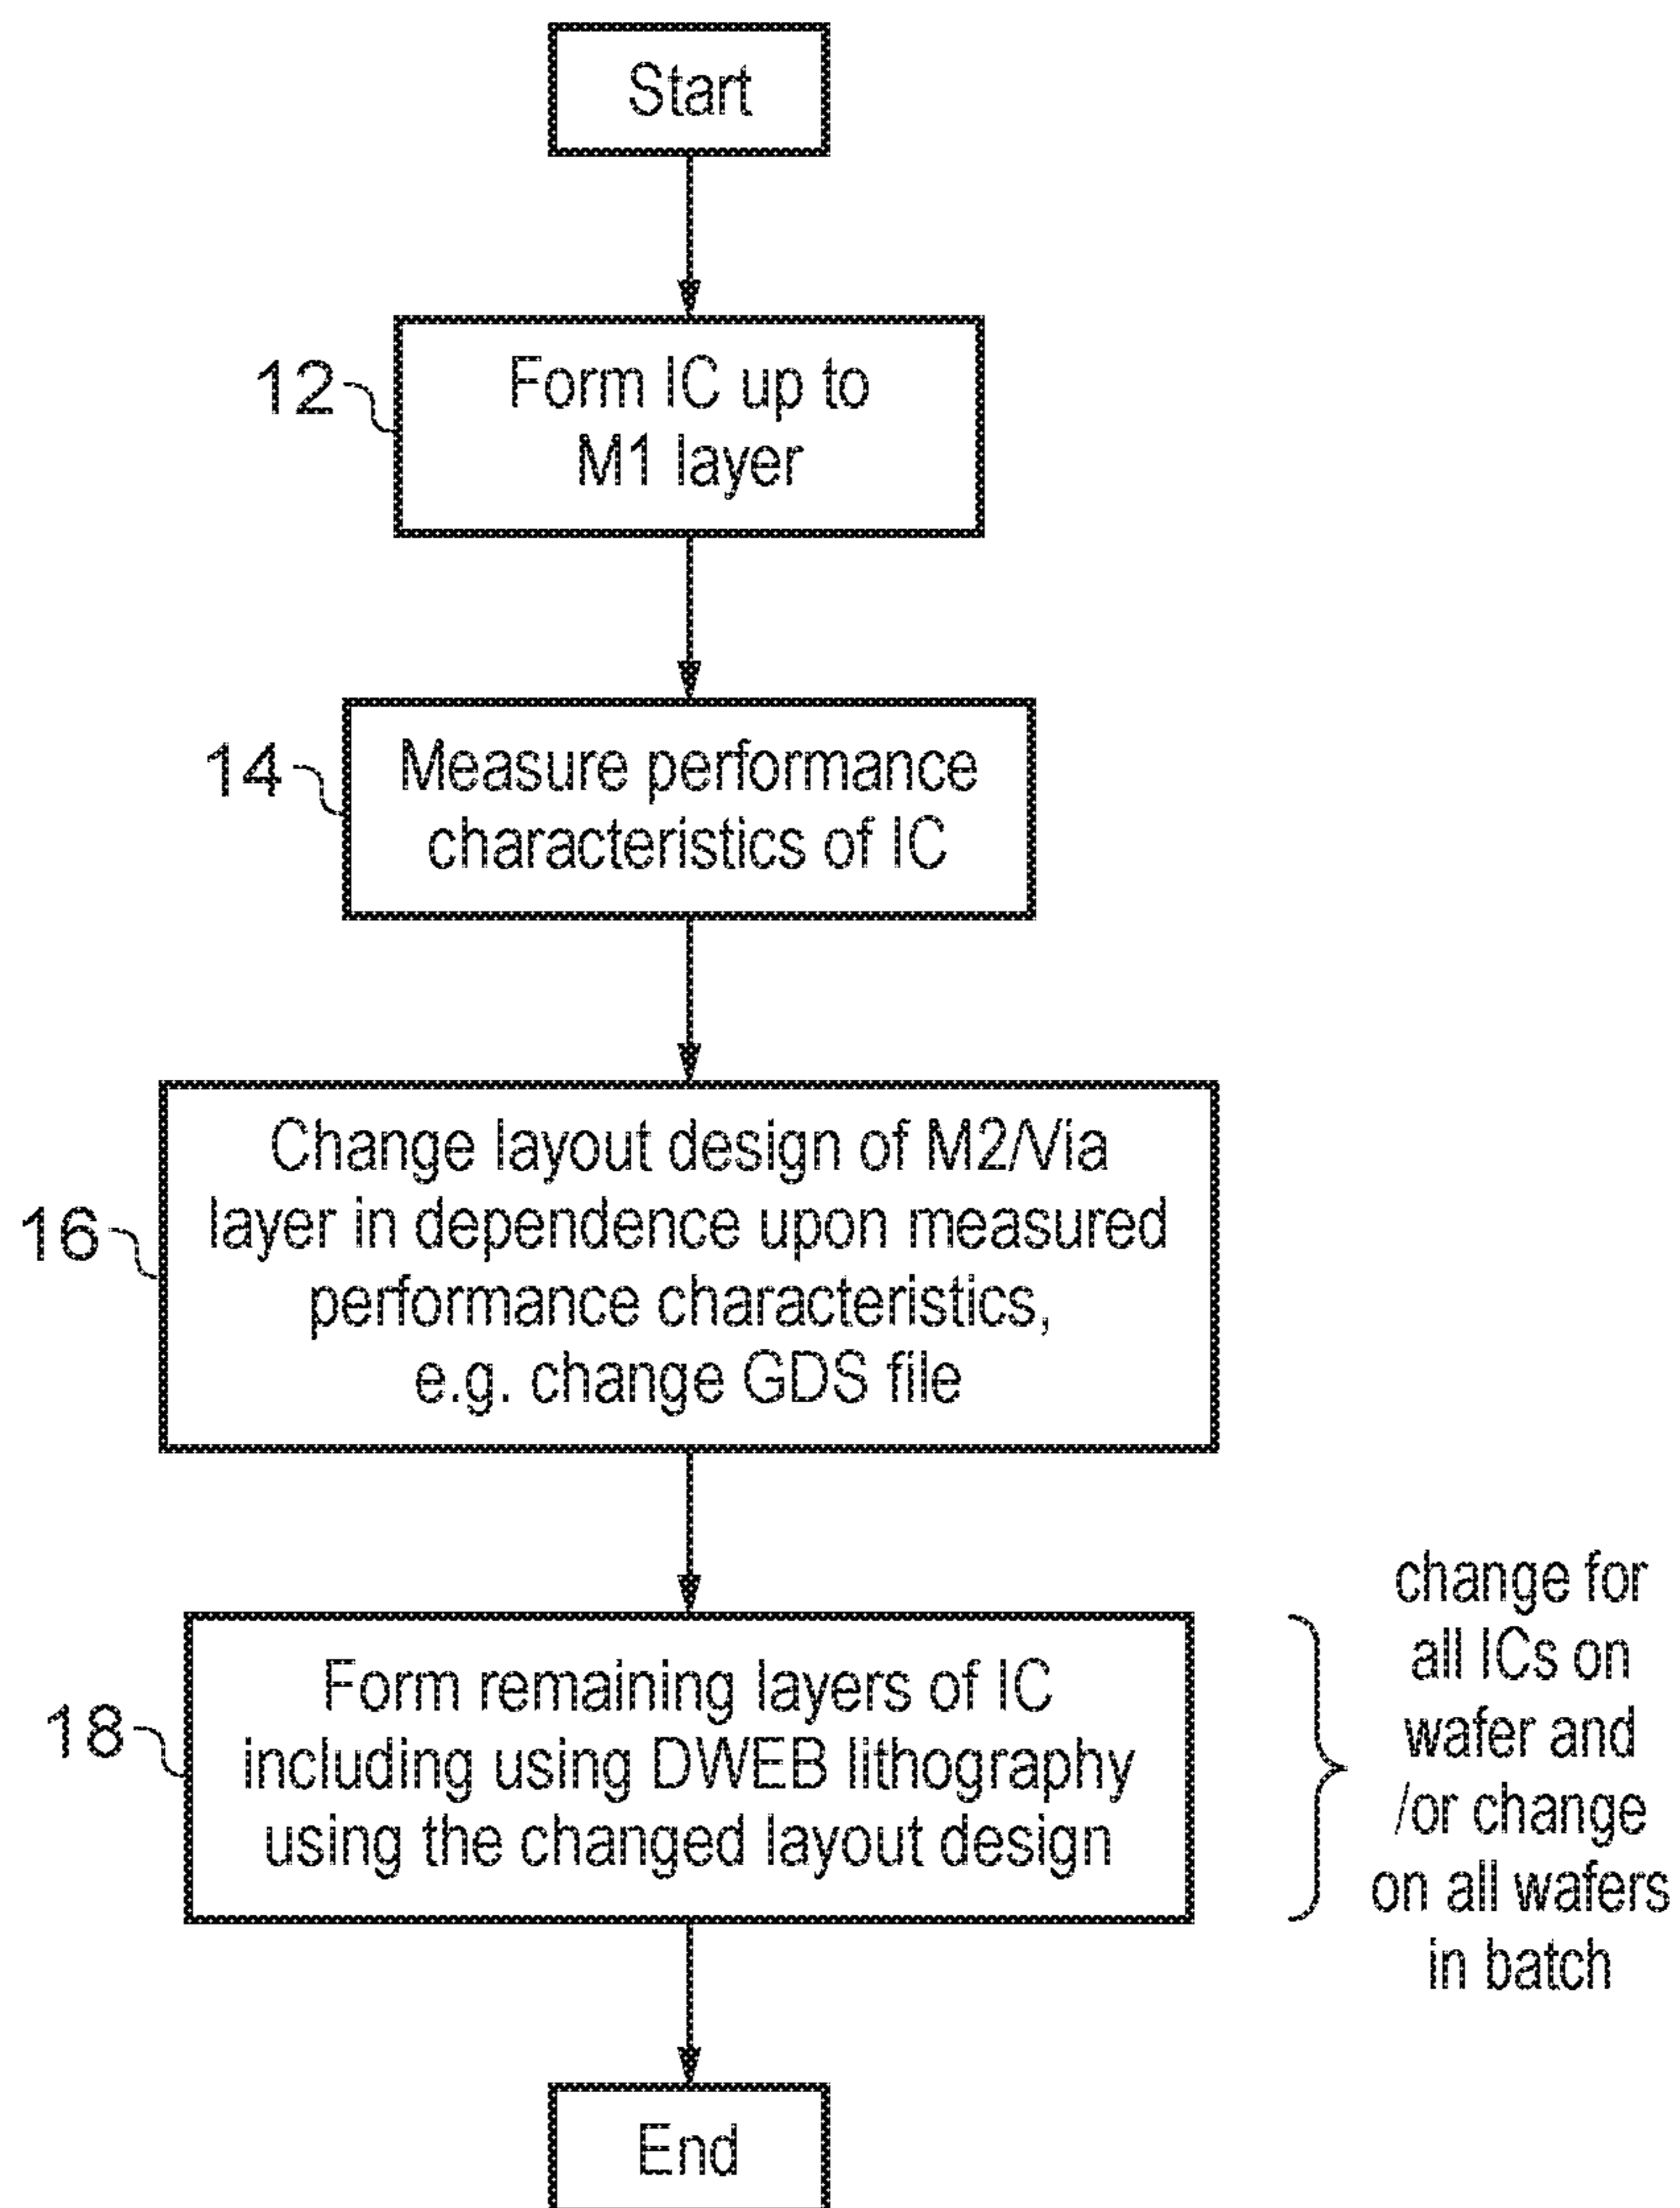 Start
12
Form IC up to
M1 layer
14
Measure performance
characteristics of IC
16
Change layout design of M2/Via
layer in dependence upon measured
performance characteristics,
e.g. change GDS file
18
Form remaining layers of IC
including using DWEB lithography
using the changed layout design
change for
all ICs on
wafer and
/or change
on all wafers
in batch
End